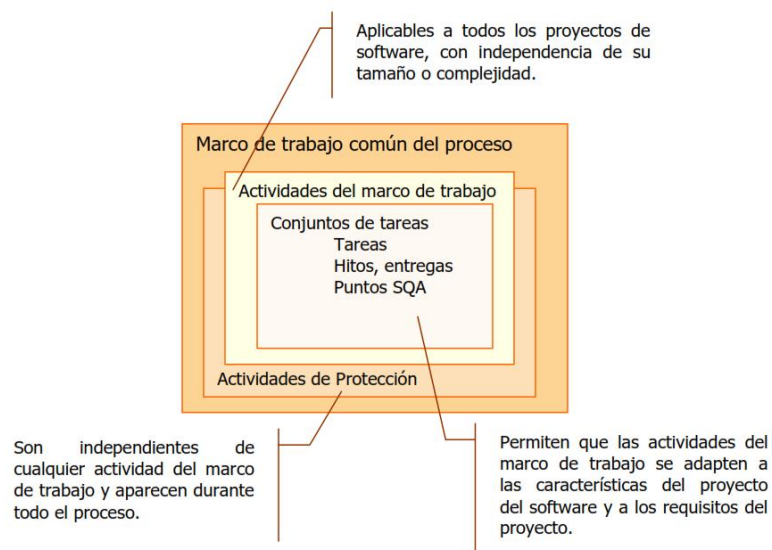 Aplicables a todos los proyectos de
software, con independencia de su
tamaño o complejidad.
Marco de trabajo común del proceso
Actividades del marco de trabajo
Conjuntos de tareas
Tareas
Hitos, entregas
Puntos SQA
Actividades de Protección
Son independientes de
cualquier actividad del marco
de trabajo y aparecen durante
todo el proceso.
Permiten que las actividades del
marco de trabajo se adapten a
las características del proyecto
del software y a los requisitos del
proyecto.